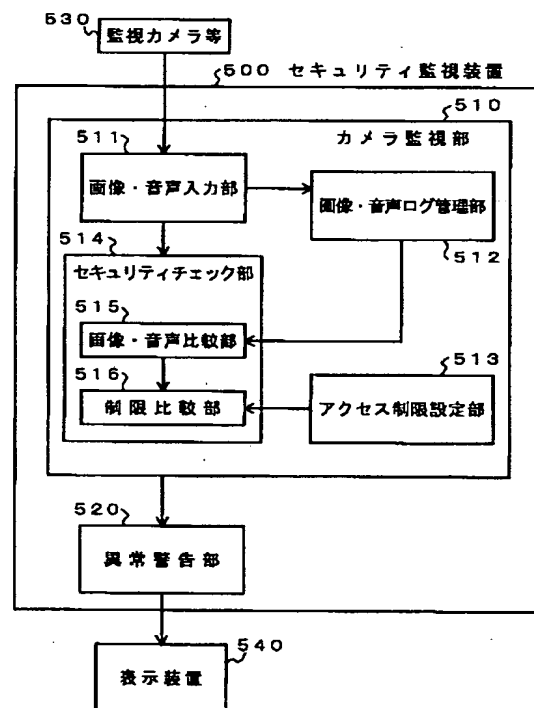 530
監視カメラ等
500 セキュリティ監視装置
510
カメラ監視部
511
画像・音声入力部
画像・音声ログ管理部
512
514
セキュリティチェック部
515
画像・音声比較部
516
制限比較部
513
アクセス制限設定部
520
異常警告部
540
表示装置